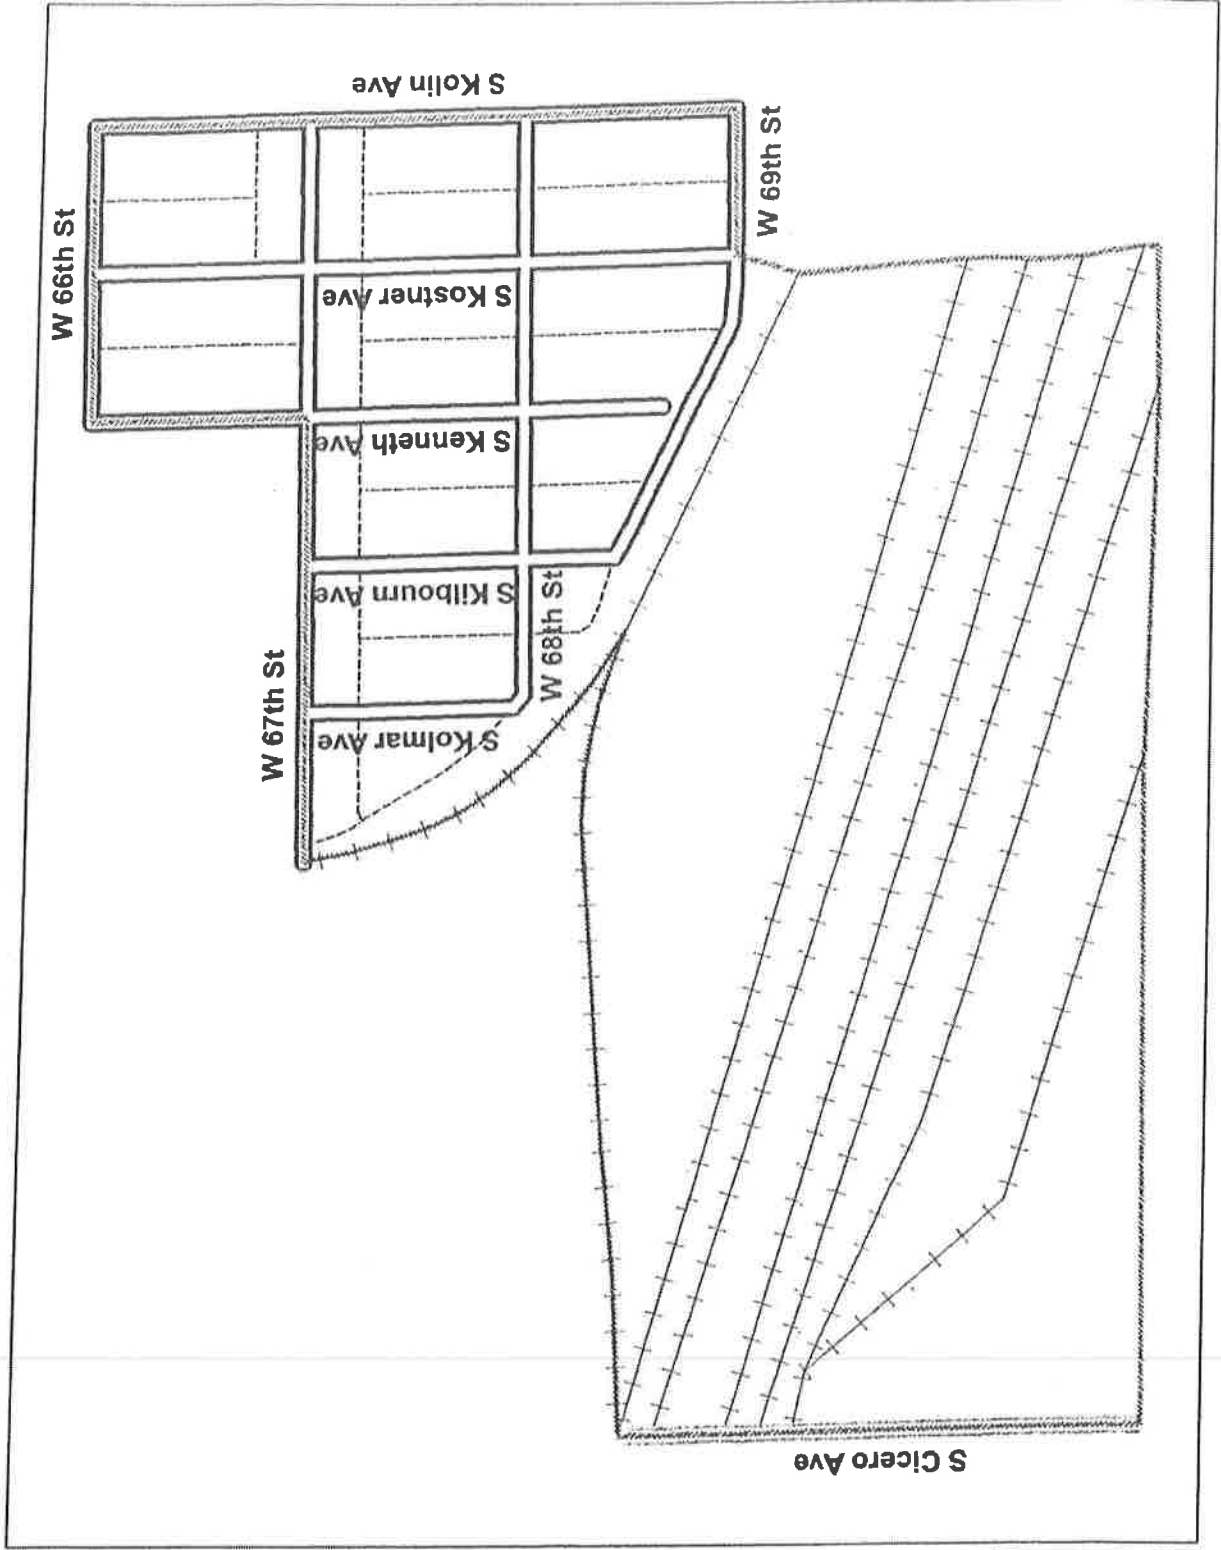 S Kolin Ave
W 66th St
W 69th St
S Kostner Ave
S Kenneth Ave
S Kilbourn Ave
W 68th St
W 67th St
S Kolmar Ave
S Cicero Ave